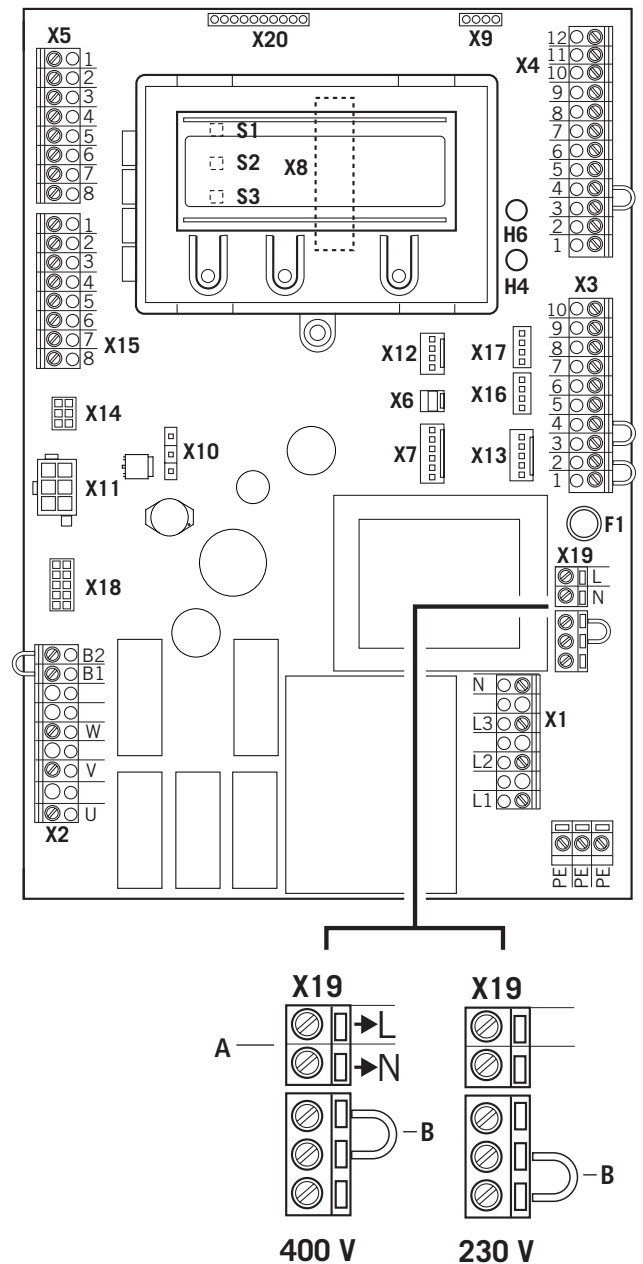 X20
X9
X5
1
2
3
4
5
6
7
8
X4
12
11
10
9
8
7
6
5
4
3
2
1
S1
S2
S3
X8
H6
H4
1
2
3
4
5
6
7
8
X15
X3
10
9
8
7
6
5
4
3
2
1
X12
X17
X6
X16
X7
X13
X14
X10
X11
X18
F1
X19
L
N
B2
B1
W
V
U
X2
N
L3
L2
L1
X1
PE
PE
PE
X19
X19
A
L
N
B
B
400 V
230 V